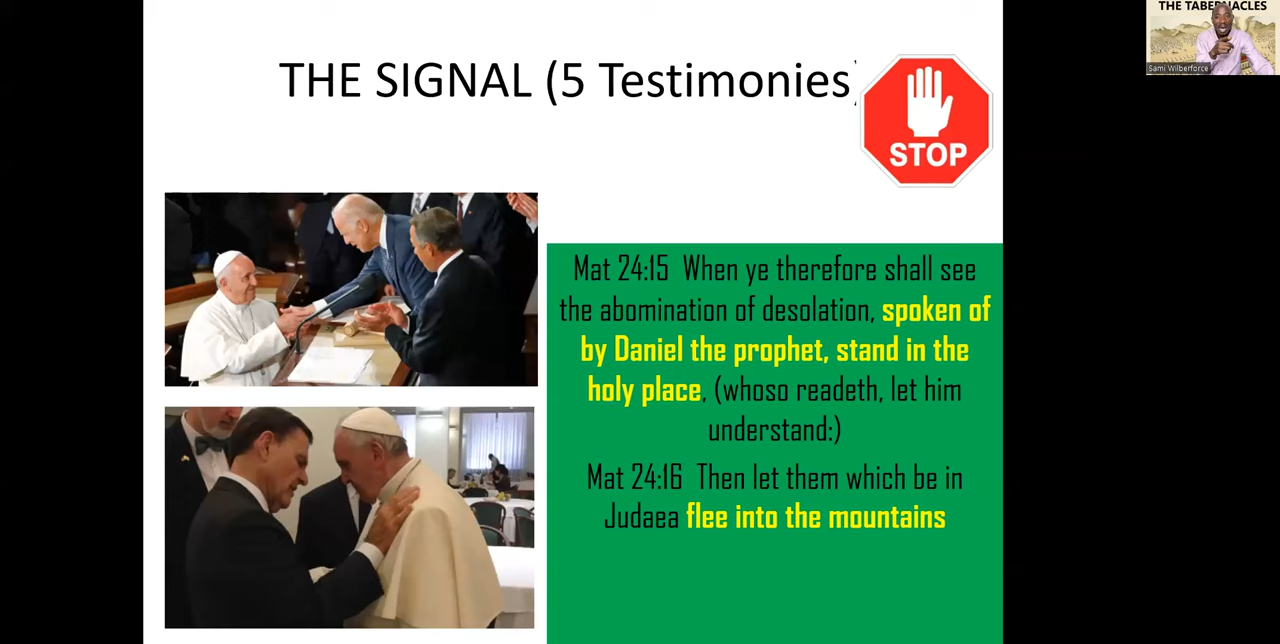 THE TABERNACLES
Sami Wilberforce
THE SIGNAL (5 Testimonies)
STOP
Mat 24:15 When ye therefore shall see
the abomination of desolation, spoken of
by Daniel the prophet, stand in the
holy place, (whoso readeth, let him
understand:)
Mat 24:16 Then let them which be in
Judaea flee into the mountains